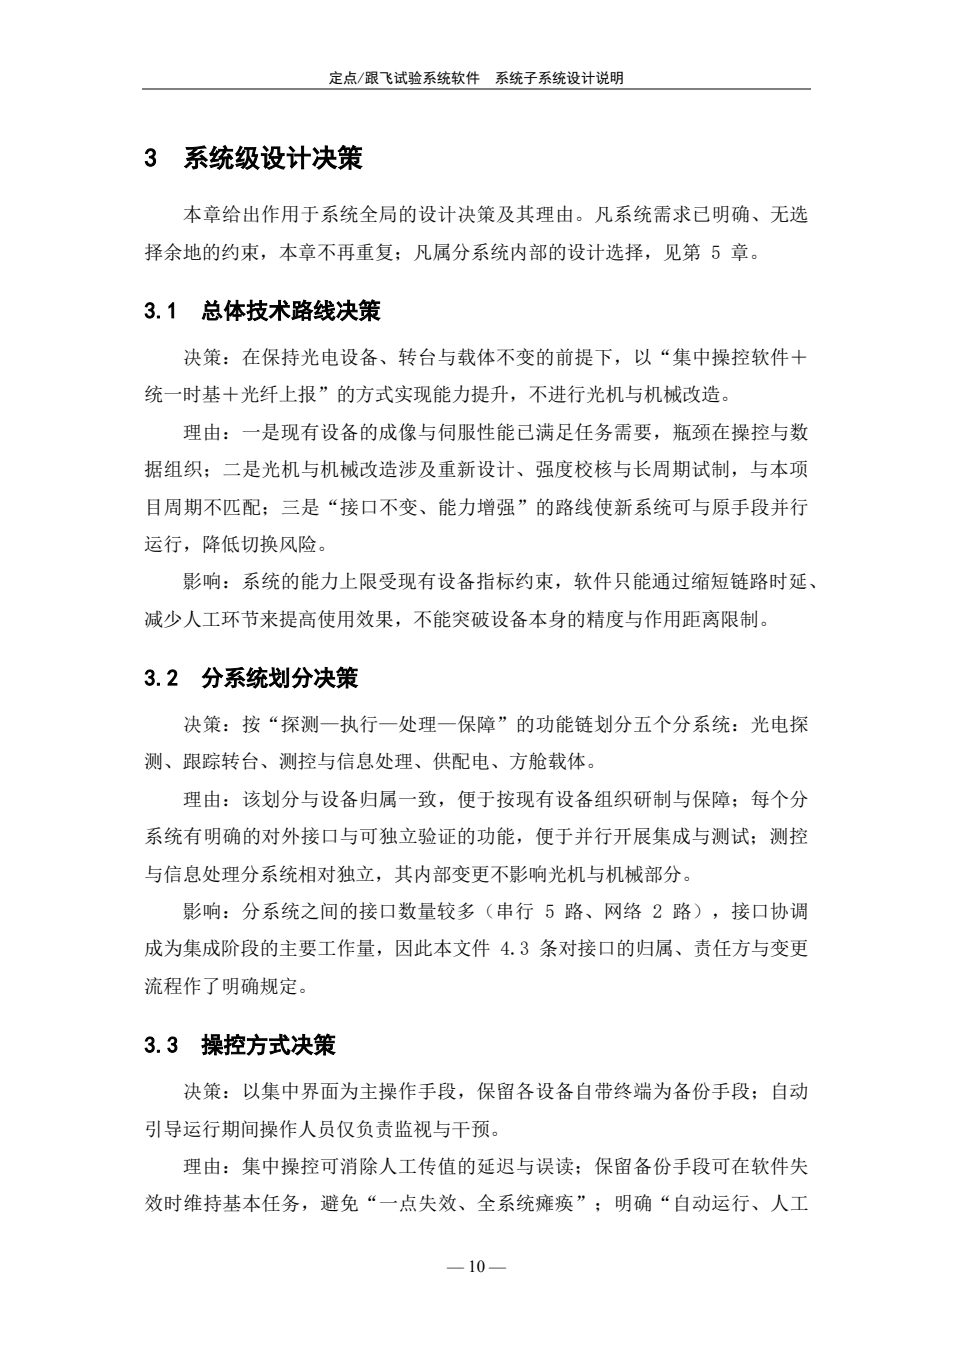 定点/跟飞试验系统软件　系统子系统设计说明
3　系统级设计决策
本章给出作用于系统全局的设计决策及其理由。凡系统需求已明确、无选
择余地的约束，本章不再重复；凡属分系统内部的设计选择，见第 5 章。
3.1　总体技术路线决策
决策：在保持光电设备、转台与载体不变的前提下，以“集中操控软件＋
统一时基＋光纤上报”的方式实现能力提升，不进行光机与机械改造。
理由：一是现有设备的成像与伺服性能已满足任务需要，瓶颈在操控与数
据组织；二是光机与机械改造涉及重新设计、强度校核与长周期试制，与本项
目周期不匹配；三是“接口不变、能力增强”的路线使新系统可与原手段并行
运行，降低切换风险。
影响：系统的能力上限受现有设备指标约束，软件只能通过缩短链路时延、
减少人工环节来提高使用效果，不能突破设备本身的精度与作用距离限制。
3.2　分系统划分决策
决策：按“探测—执行—处理—保障”的功能链划分五个分系统：光电探
测、跟踪转台、测控与信息处理、供配电、方舱载体。
理由：该划分与设备归属一致，便于按现有设备组织研制与保障；每个分
系统有明确的对外接口与可独立验证的功能，便于并行开展集成与测试；测控
与信息处理分系统相对独立，其内部变更不影响光机与机械部分。
影响：分系统之间的接口数量较多（串行 5 路、网络 2 路），接口协调
成为集成阶段的主要工作量，因此本文件 4.3 条对接口的归属、责任方与变更
流程作了明确规定。
3.3　操控方式决策
决策：以集中界面为主操作手段，保留各设备自带终端为备份手段；自动
引导运行期间操作人员仅负责监视与干预。
理由：集中操控可消除人工传值的延迟与误读；保留备份手段可在软件失
效时维持基本任务，避免“一点失效、全系统瘫痪”；明确“自动运行、人工
— 10 —